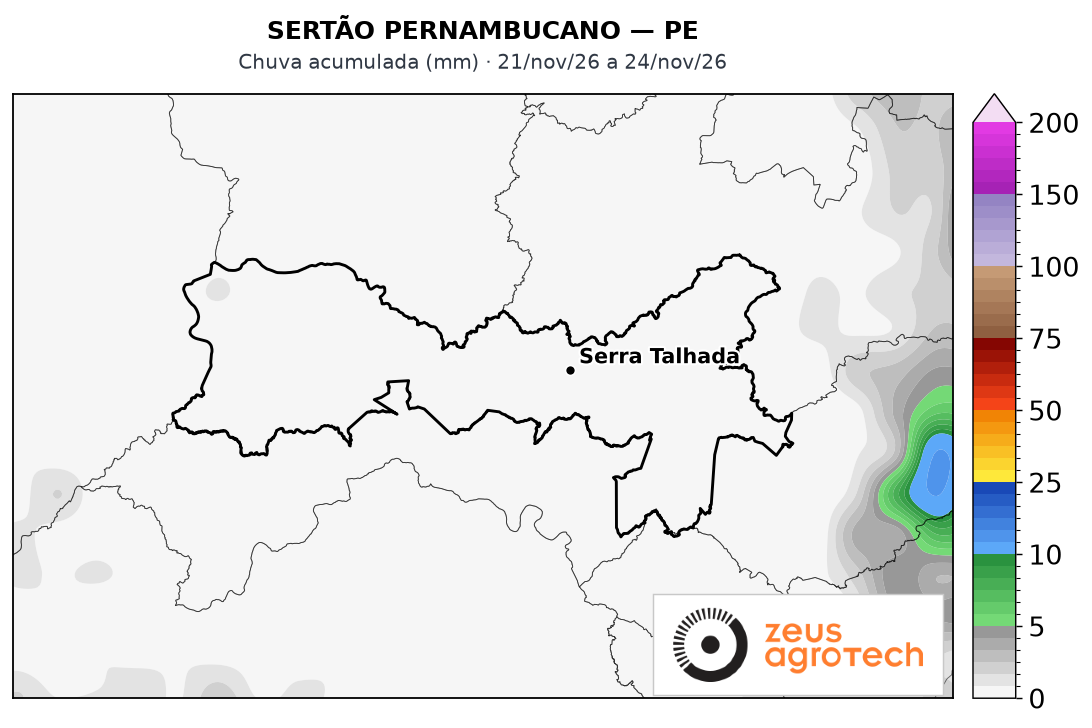 SERTÃO PERNAMBUCANO — PE
Chuva acumulada (mm) · 21/nov/26 a 24/nov/26
200
150
100
75
50
25
10
5
0
Serra Talhada
zeus
agrotech